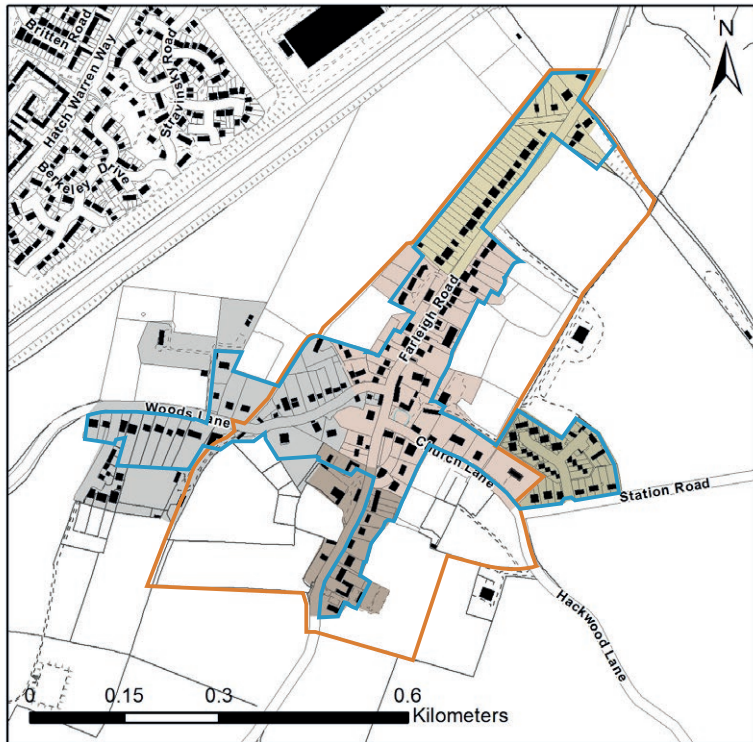 Britten Road
Hatch Warren Way
Stravinsky Road
Berkeley Drive
N
Farleigh Road
Woods Lane
Church Lane
Station Road
Hackwood Lane
0 0.15 0.3 0.6
Kilometers